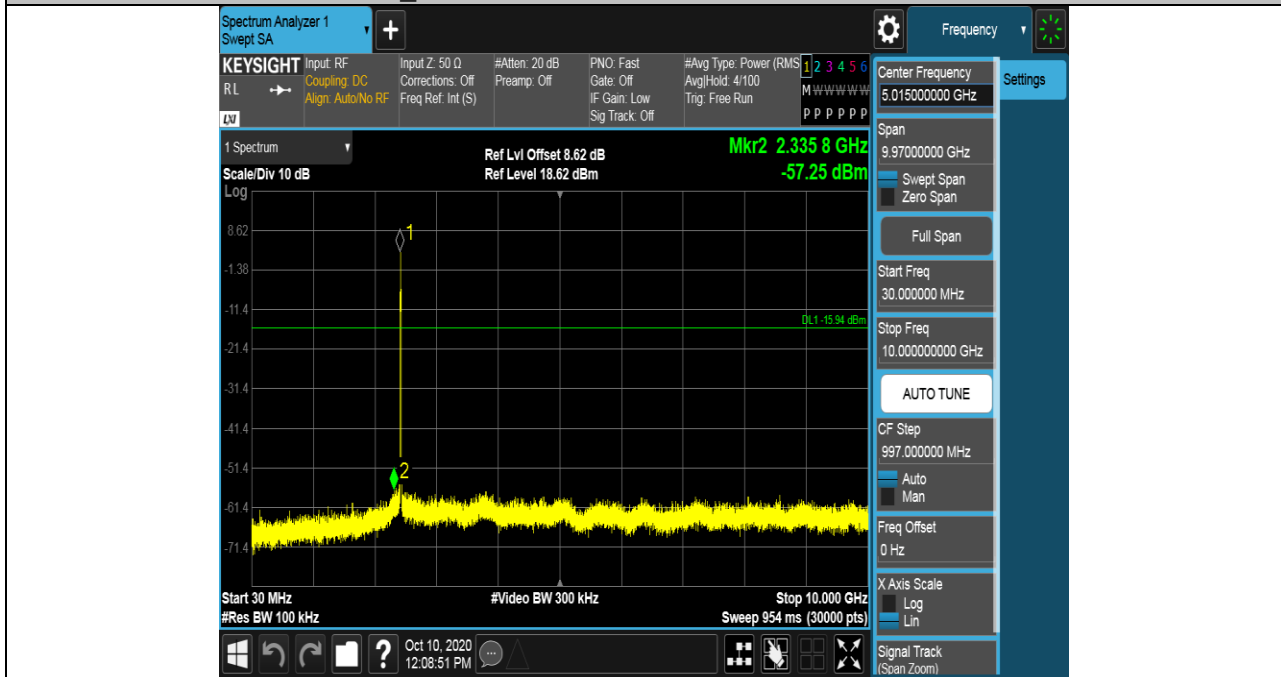 Spectrum Analyzer 1
Swept SA
+
Frequency
KEYSIGHT
RL
LXI
Input: RF
Coupling: DC
Align: Auto/No RF
Input Z: 50 Ω
Corrections: Off
Freq Ref: Int (S)
#Atten: 20 dB
Preamp: Off
PNO: Fast
Gate: Off
IF Gain: Low
Sig Track: Off
#Avg Type: Power (RMS
Avg|Hold: 4/100
Trig: Free Run
1 2 3 4 5 6
M W W W W W
P P P P P P
1 Spectrum
Scale/Div 10 dB
Ref Lvl Offset 8.62 dB
Ref Level 18.62 dBm
Mkr2 2.335 8 GHz
-57.25 dBm
Log
8.62
-1.38
-11.4
-21.4
-31.4
-41.4
-51.4
-61.4
-71.4
1
DL1 -15.94 dBm
2
Start 30 MHz
#Res BW 100 kHz
#Video BW 300 kHz
Stop 10.000 GHz
Sweep 954 ms (30000 pts)
?
Oct 10, 2020
12:08:51 PM
Center Frequency
5.015000000 GHz
Settings
Span
9.97000000 GHz
Swept Span
Zero Span
Full Span
Start Freq
30.000000 MHz
Stop Freq
10.000000000 GHz
AUTO TUNE
CF Step
997.000000 MHz
Auto
Man
Freq Offset
0 Hz
X Axis Scale
Log
Lin
Signal Track
(Span Zoom)